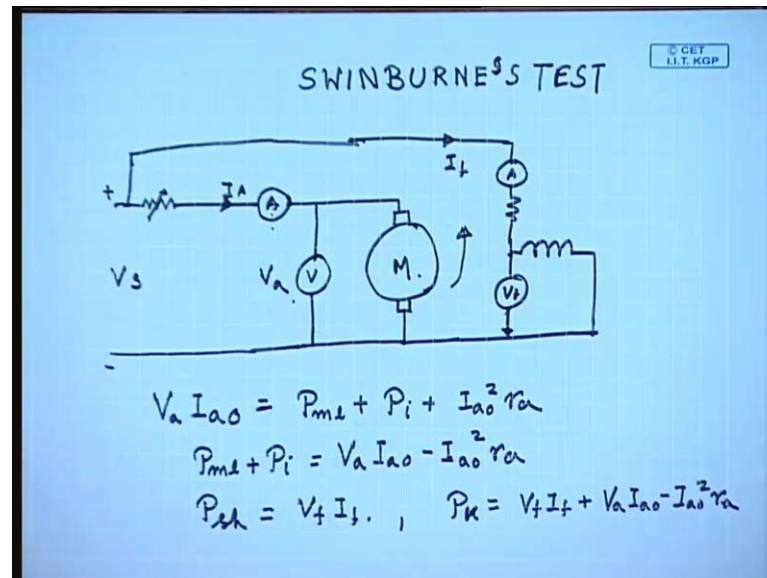 © CET
I.I.T. KGP
SWINBURNE'S TEST
If
A
+
IA
A
Vs
Va
V
M.
Vf
-
Va Iao = Pml + Pi + Iao² ra
Pml + Pi = Va Iao - Iao² ra
Psh = Vf If. , PK = Vf If + Va Iao - Iao² ra